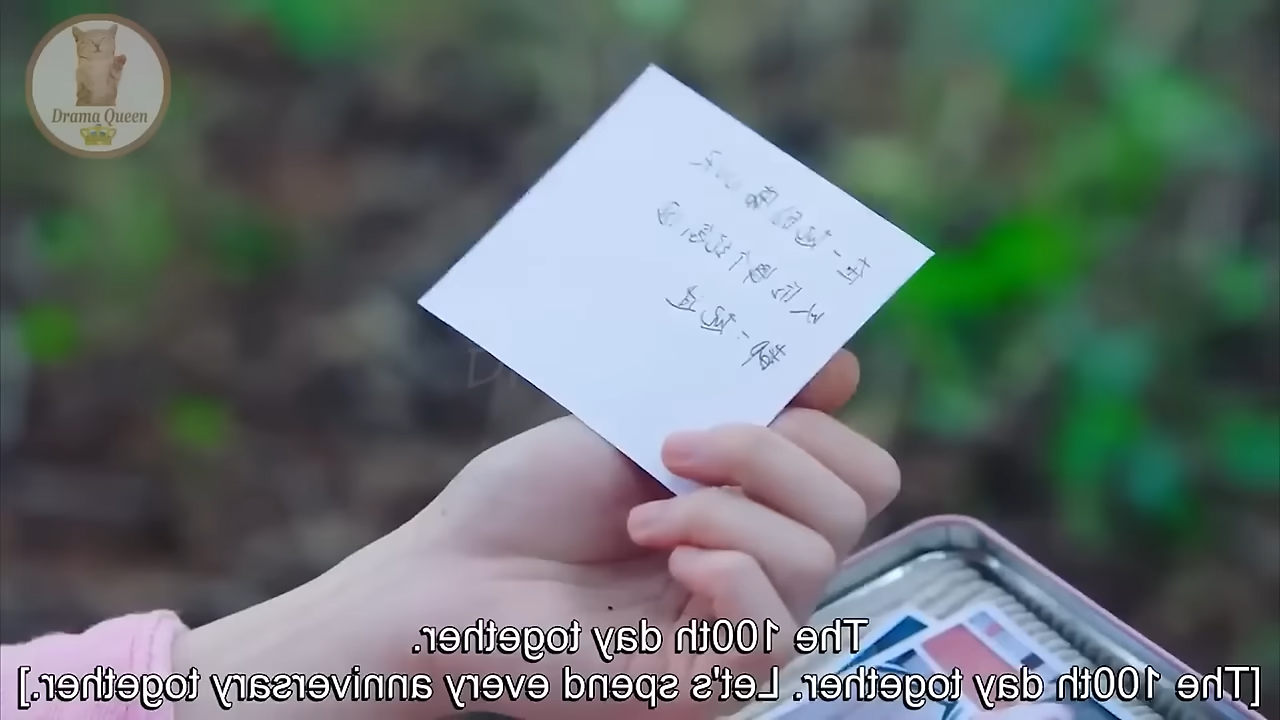 Drama Queen
在一起的第100天
以后每个纪念日
都一起过
The 100th day together.
[The 100th day together. Let's spend every anniversary together.]